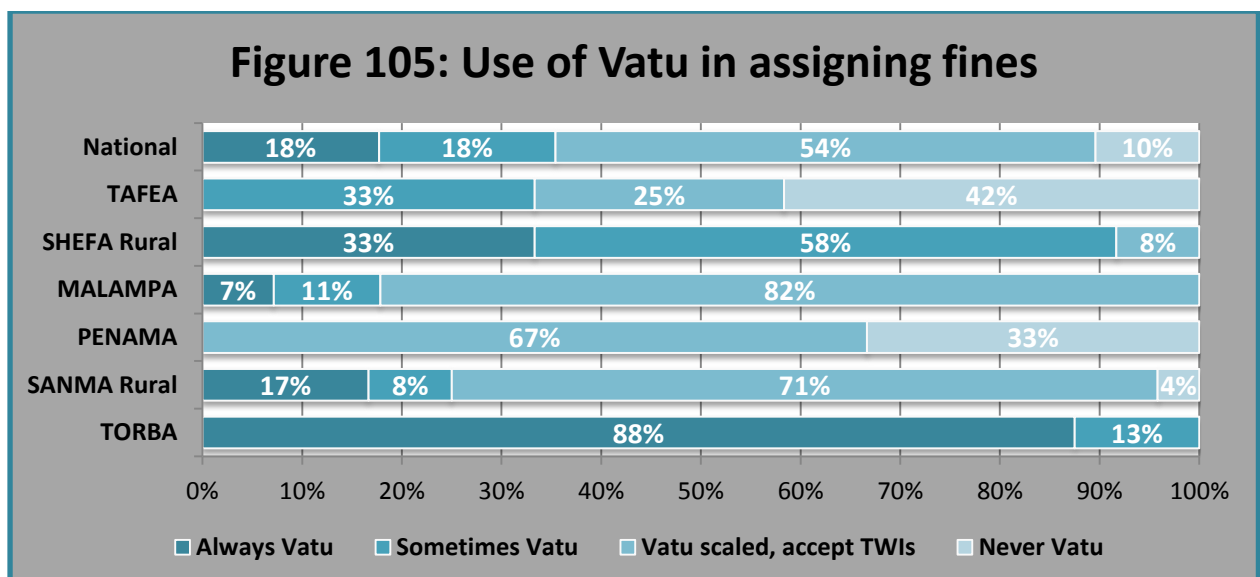 Figure 105: Use of Vatu in assigning fines
National 18% 18% 54% 10%
TAFEA 33% 25% 42%
SHEFA Rural 33% 58% 8%
MALAMPA 7% 11% 82%
PENAMA 67% 33%
SANMA Rural 17% 8% 71% 4%
TORBA 88% 13%
0% 10% 20% 30% 40% 50% 60% 70% 80% 90% 100%
Always Vatu Sometimes Vatu Vatu scaled, accept TWIs Never Vatu